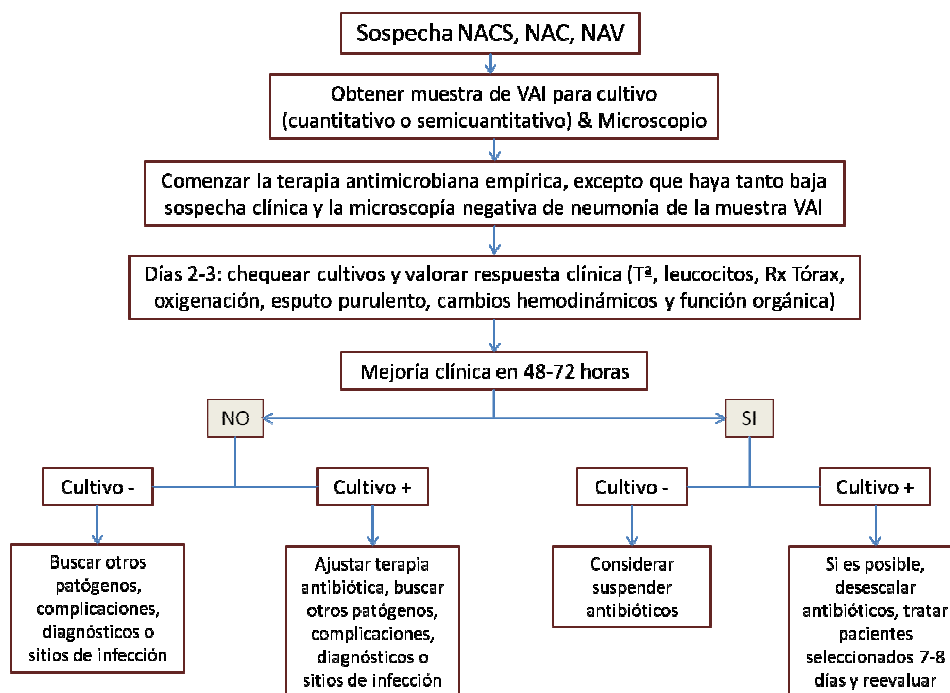 Sospecha NACS, NAC, NAV
Obtener muestra de VAI para cultivo
(cuantitativo o semicuantitativo) & Microscopio
Comenzar la terapia antimicrobiana empírica, excepto que haya tanto baja
sospecha clínica y la microscopía negativa de neumonía de la muestra VAI
Días 2-3: chequear cultivos y valorar respuesta clínica (Tª, leucocitos, Rx Tórax,
oxigenación, esputo purulento, cambios hemodinámicos y función orgánica)
Mejoría clínica en 48-72 horas
NO
SI
Cultivo -
Cultivo +
Cultivo -
Cultivo +
Buscar otros
patógenos,
complicaciones,
diagnósticos o
sitios de infección
Ajustar terapia
antibiótica, buscar
otros patógenos,
complicaciones,
diagnósticos o
sitios de infección
Considerar
suspender
antibióticos
Si es posible,
desescalar
antibióticos, tratar
pacientes
seleccionados 7-8
días y reevaluar